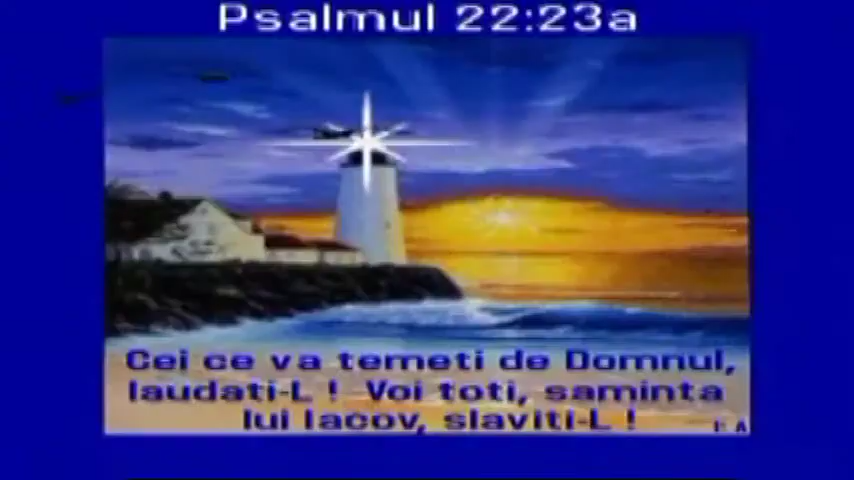 Psalmul 22:23a
Cei ce va temeti de Domnul,
laudati-L ! Voi toti, saminta
lui Iacov, slaviti-L !